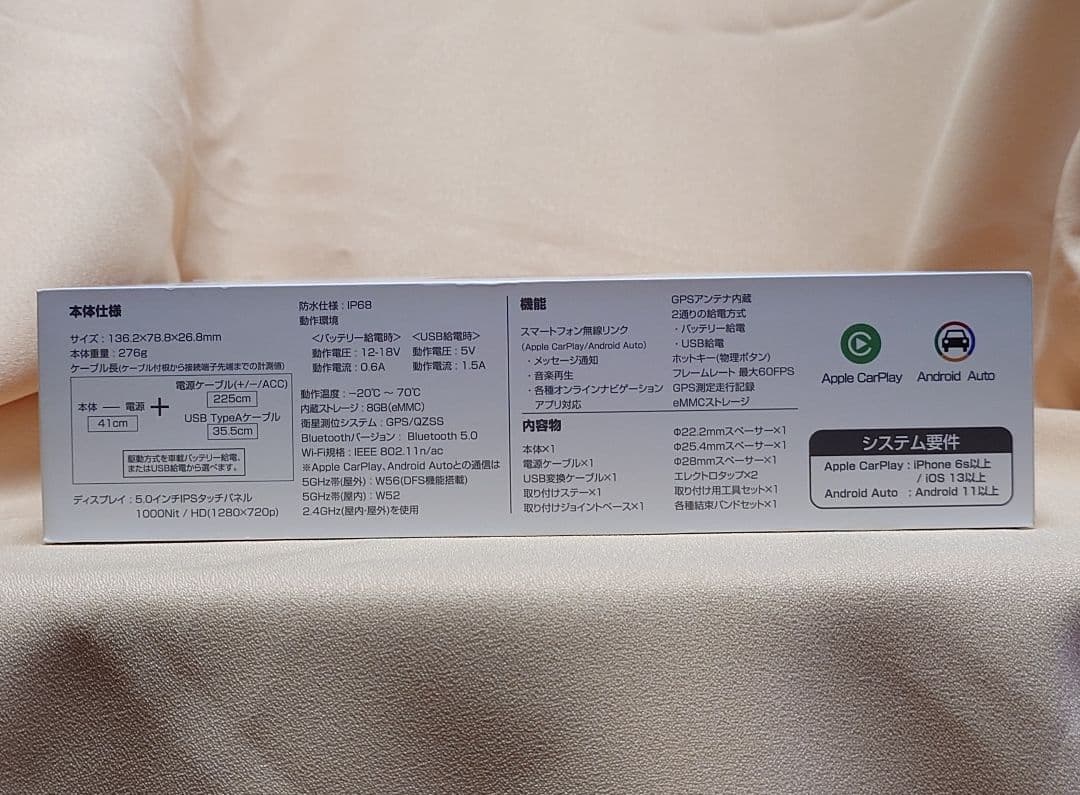 本体仕様
サイズ：136.2×78.8×26.8mm
本体重量：276g
ケーブル長(ケーブル付根から接続端子先端までの計測値)
本体 ― 電源 ＋
41cm
電源ケーブル(+/−/ACC)
225cm
USB TypeAケーブル
35.5cm
駆動方式を車載バッテリー給電、
またはUSB給電から選べます。
ディスプレイ：5.0インチIPSタッチパネル
1000Nit / HD(1280×720p)
防水仕様：IP68
動作環境
＜バッテリー給電時＞ ＜USB給電時＞
動作電圧：12-18V 動作電圧：5V
動作電流：0.6A 動作電流：1.5A
動作温度：−20℃ ～ 70℃
内蔵ストレージ：8GB(eMMC)
衛星測位システム：GPS/QZSS
Bluetoothバージョン： Bluetooth 5.0
Wi-Fi規格：IEEE 802.11n/ac
※Apple CarPlay、Android Autoとの通信は
5GHz帯(屋外)：W56(DFS機能搭載)
5GHz帯(屋内)：W52
2.4GHz(屋内・屋外)を使用
機能
スマートフォン無線リンク
(Apple CarPlay/Android Auto)
・メッセージ通知
・音楽再生
・各種オンラインナビゲーション
アプリ対応
GPSアンテナ内蔵
2通りの給電方式
・バッテリー給電
・USB給電
ホットキー(物理ボタン)
フレームレート 最大60FPS
GPS測定走行記録
eMMCストレージ
内容物
本体×1
電源ケーブル×1
USB変換ケーブル×1
取り付けステー×1
取り付けジョイントベース×1
Φ22.2mmスペーサー×1
Φ25.4mmスペーサー×1
Φ28mmスペーサー×1
エレクトロタップ×2
取り付け用工具セット×1
各種結束バンドセット×1
Apple CarPlay Android Auto
システム要件
Apple CarPlay：iPhone 6s以上
/ iOS 13以上
Android Auto ：Android 11以上